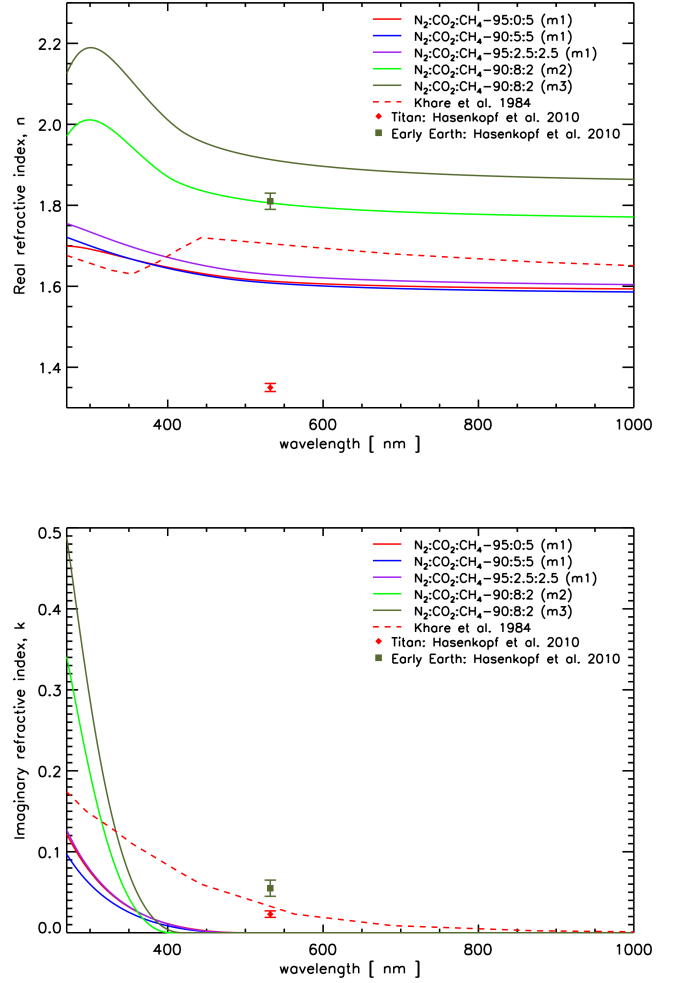 N₂:CO₂:CH₄−95:0:5 (m1)
N₂:CO₂:CH₄−90:5:5 (m1)
N₂:CO₂:CH₄−95:2.5:2.5 (m1)
N₂:CO₂:CH₄−90:8:2 (m2)
N₂:CO₂:CH₄−90:8:2 (m3)
Khare et al. 1984
Titan: Hasenkopf et al. 2010
Early Earth: Hasenkopf et al. 2010
Real refractive index, n
2.2
2.0
1.8
1.6
1.4
400 600 800 1000
wavelength [ nm ]
N₂:CO₂:CH₄−95:0:5 (m1)
N₂:CO₂:CH₄−90:5:5 (m1)
N₂:CO₂:CH₄−95:2.5:2.5 (m1)
N₂:CO₂:CH₄−90:8:2 (m2)
N₂:CO₂:CH₄−90:8:2 (m3)
Khare et al. 1984
Titan: Hasenkopf et al. 2010
Early Earth: Hasenkopf et al. 2010
Imaginary refractive index, k
0.5
0.4
0.3
0.2
0.1
0.0
400 600 800 1000
wavelength [ nm ]